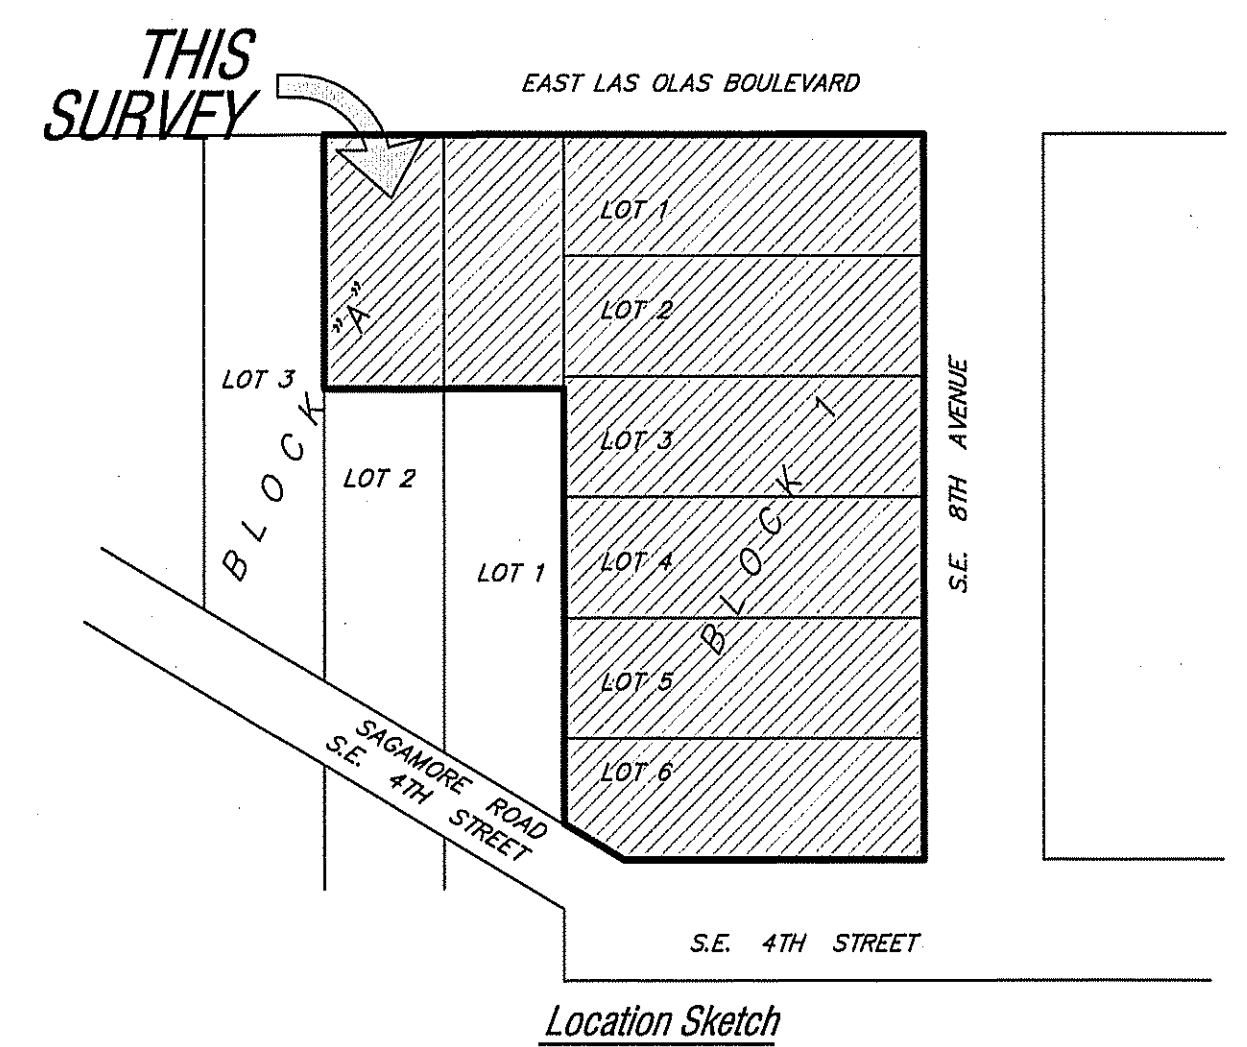 THIS
SURVEY
EAST LAS OLAS BOULEVARD
LOT 1
LOT 2
LOT 3
LOT 4
LOT 5
LOT 6
BLOCK 1
LOT 3
LOT 2
LOT 1
BLOCK "A"
S.E. 8TH AVENUE
SAGAMORE ROAD
S.E. 4TH STREET
S.E. 4TH STREET
Location Sketch